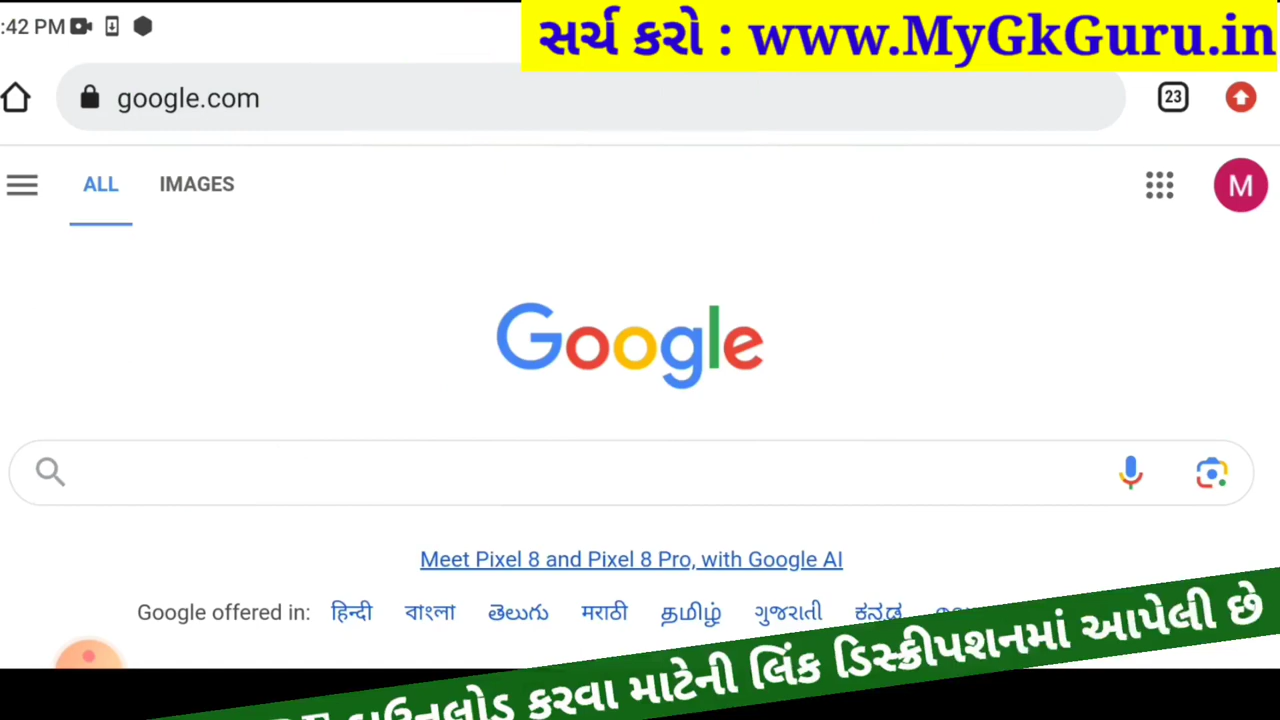 :42 PM
સર્ચ કરો : www.MyGkGuru.in
google.com
23
ALL IMAGES
M
Google
Meet Pixel 8 and Pixel 8 Pro, with Google AI
Google offered in: हिन्दी বাংলা తెలుగు मराठी தமிழ் ગુજરાતી ಕನ್ನಡ
ડાઉનલોડ કરવા માટેની લિંક ડિસ્ક્રીપશનમાં આપેલી છે